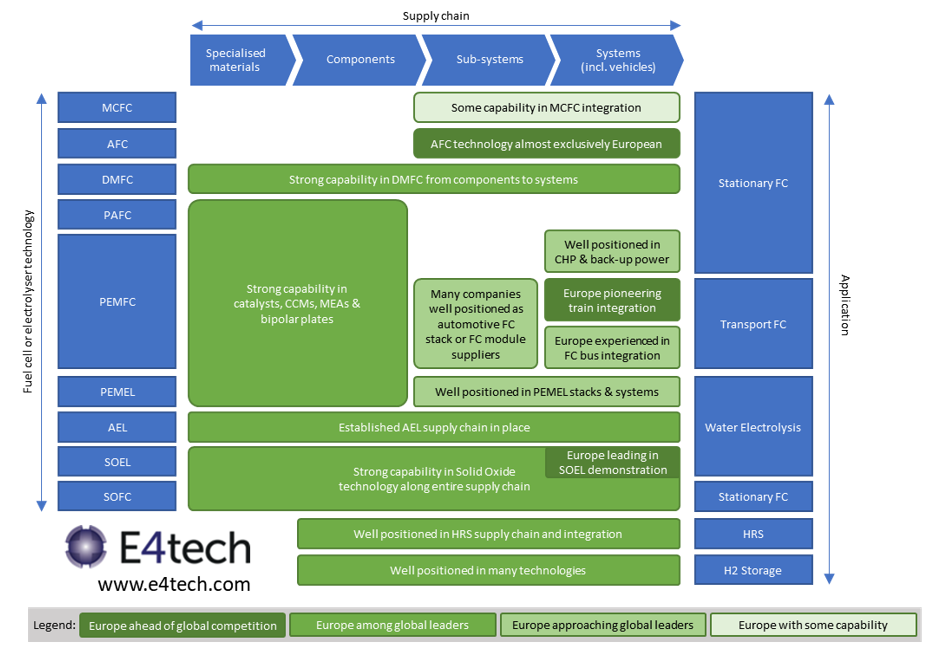 Supply chain
Specialised
materials
Components
Sub-systems
Systems
(incl. vehicles)
Fuel cell or electrolyser technology
MCFC
AFC
DMFC
PAFC
PEMFC
PEMEL
AEL
SOEL
SOFC
Some capability in MCFC integration
AFC technology almost exclusively European
Strong capability in DMFC from components to systems
Strong capability in
catalysts, CCMs, MEAs &
bipolar plates
Well positioned in
CHP & back-up power
Many companies
well positioned as
automotive FC
stack or FC module
suppliers
Europe pioneering
train integration
Europe experienced in
FC bus integration
Well positioned in PEMEL stacks & systems
Established AEL supply chain in place
Strong capability in Solid Oxide
technology along entire supply chain
Europe leading in
SOEL demonstration
Well positioned in HRS supply chain and integration
Well positioned in many technologies
Stationary FC
Transport FC
Water Electrolysis
Stationary FC
HRS
H2 Storage
Application
E4tech
www.e4tech.com
Legend:
Europe ahead of global competition
Europe among global leaders
Europe approaching global leaders
Europe with some capability